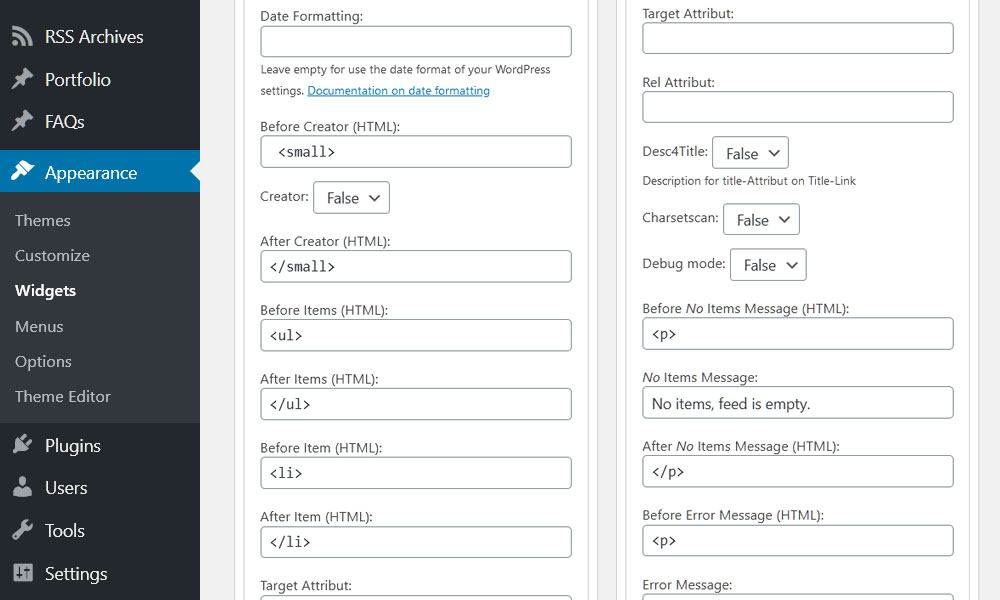 RSS Archives
Portfolio
FAQs
Appearance
Themes
Customize
Widgets
Menus
Options
Theme Editor
Plugins
Users
Tools
Settings
Date Formatting:
Leave empty for use the date format of your WordPress
settings. Documentation on date formatting
Before Creator (HTML):
<small>
Creator: False
After Creator (HTML):
</small>
Before Items (HTML):
<ul>
After Items (HTML):
</ul>
Before Item (HTML):
<li>
After Item (HTML):
</li>
Target Attribut:
Target Attribut:
Rel Attribut:
Desc4Title: False
Description for title-Attribut on Title-Link
Charsetscan: False
Debug mode: False
Before No Items Message (HTML):
<p>
No Items Message:
No items, feed is empty.
After No Items Message (HTML):
</p>
Before Error Message (HTML):
<p>
Error Message: